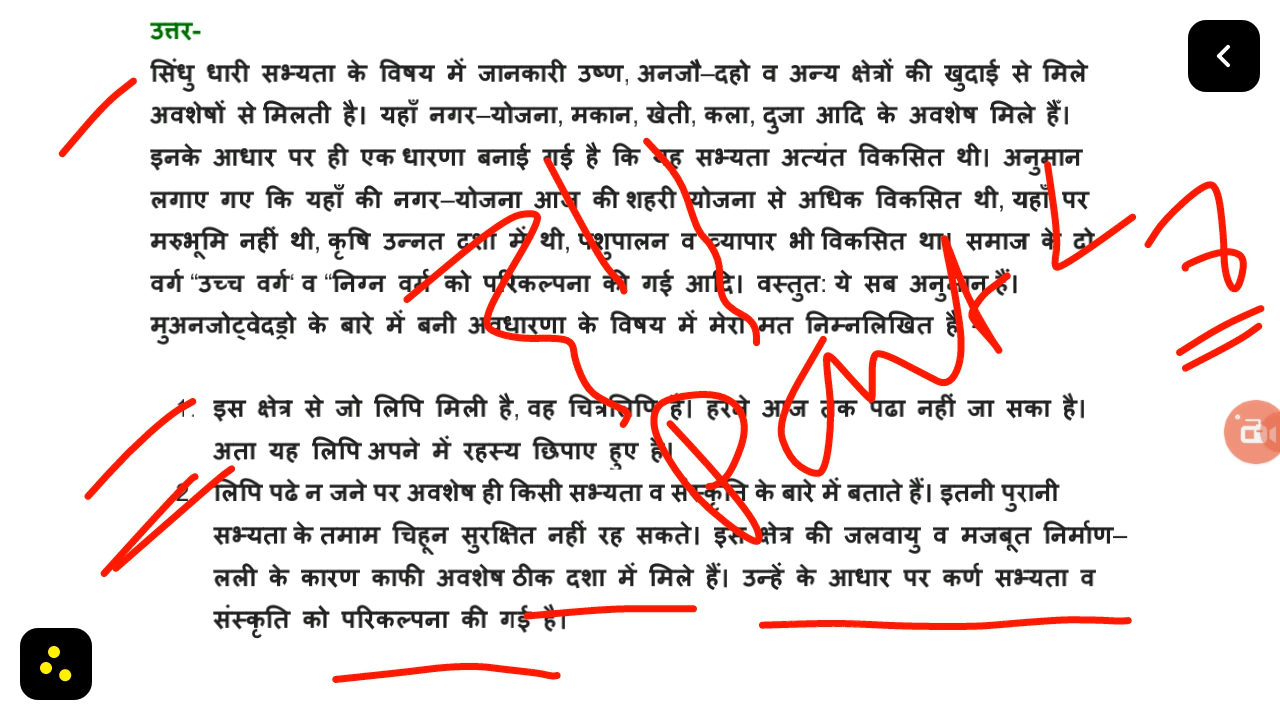 उत्तर-
सिंधु धारी सभ्यता के विषय में जानकारी उष्ण, अनजौ–दहो व अन्य क्षेत्रों की खुदाई से मिले
अवशेषों से मिलती है। यहाँ नगर–योजना, मकान, खेती, कला, दुजा आदि के अवशेष मिले हैं।
इनके आधार पर ही एक धारणा बनाई गई है कि यह सभ्यता अत्यंत विकसित थी। अनुमान
लगाए गए कि यहाँ की नगर–योजना आज की शहरी योजना से अधिक विकसित थी, यहाँ पर
मरुभूमि नहीं थी, कृषि उन्नत दशा में थी, पशुपालन व व्यापार भी विकसित था। समाज के दो
वर्ग “उच्च वर्ग‘ व “निग्न वर्ग को परिकल्पना की गई आदि। वस्तुत: ये सब अनुमान हैं।
मुअनजोट्वेदड़ो के बारे में बनी अवधारणा के विषय में मेरा मत निम्नलिखित है –
1. इस क्षेत्र से जो लिपि मिली है, वह चित्रलिपि है। हरने आज तक पढा नहीं जा सका है।
अता यह लिपि अपने में रहस्य छिपाए हुए है।
2. लिपि पढे न जने पर अवशेष ही किसी सभ्यता व संस्कृति के बारे में बताते हैं। इतनी पुरानी
सभ्यता के तमाम चिहून सुरक्षित नहीं रह सकते। इस क्षेत्र की जलवायु व मजबूत निर्माण–
लली के कारण काफी अवशेष ठीक दशा में मिले हैं। उन्हें के आधार पर कर्ण सभ्यता व
संस्कृति को परिकल्पना की गई है।